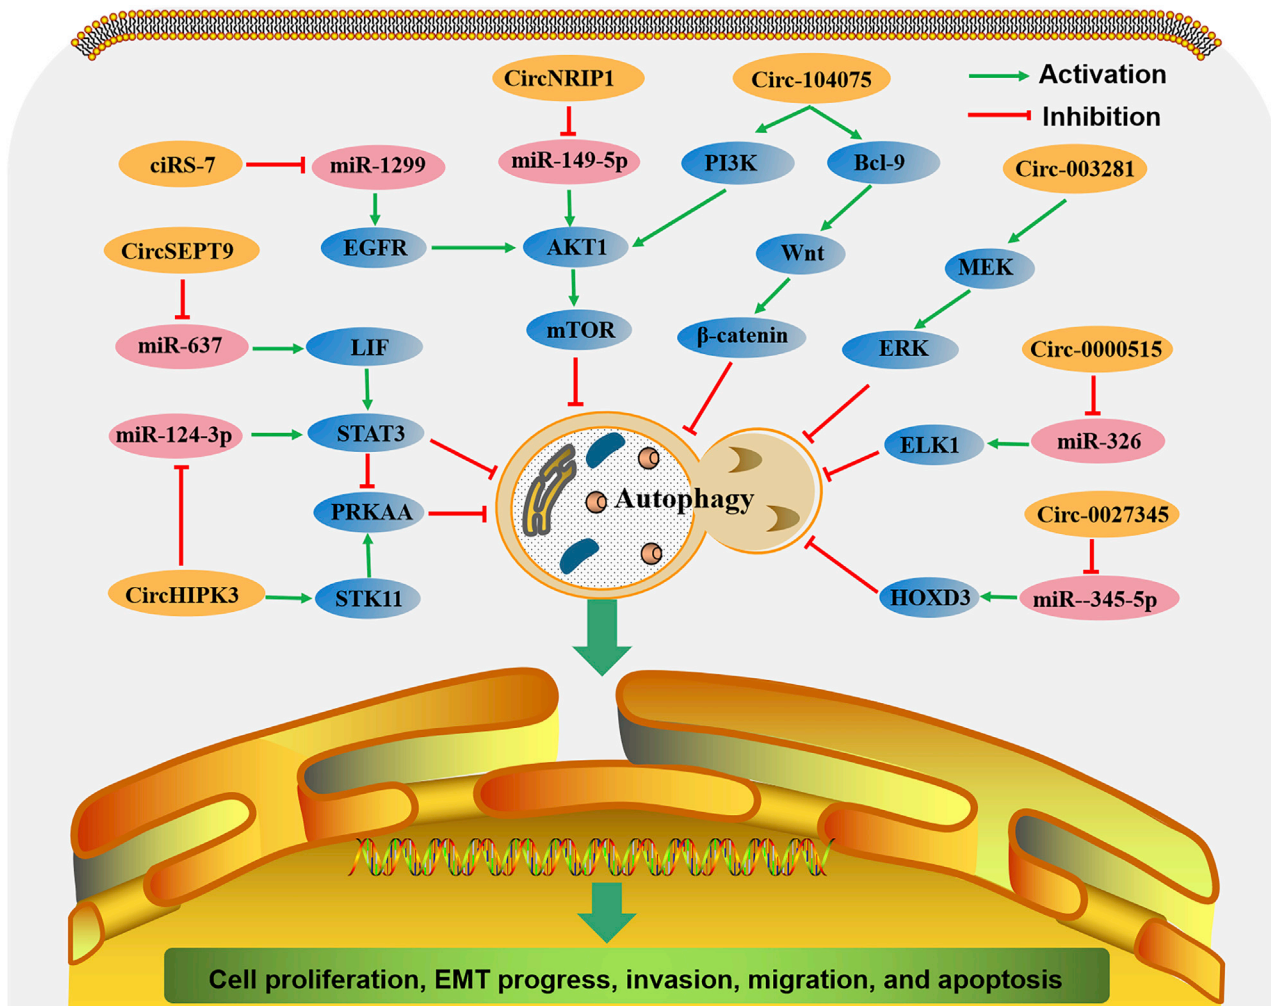 CircNRIP1
Circ-104075
Activation
Inhibition
ciRS-7
miR-1299
miR-149-5p
PI3K
Bcl-9
Circ-003281
CircSEPT9
EGFR
AKT1
Wnt
MEK
miR-637
LIF
mTOR
β-catenin
ERK
Circ-0000515
miR-124-3p
STAT3
ELK1
miR-326
PRKAA
Autophagy
Circ-0027345
CircHIPK3
STK11
HOXD3
miR--345-5p
Cell proliferation, EMT progress, invasion, migration, and apoptosis